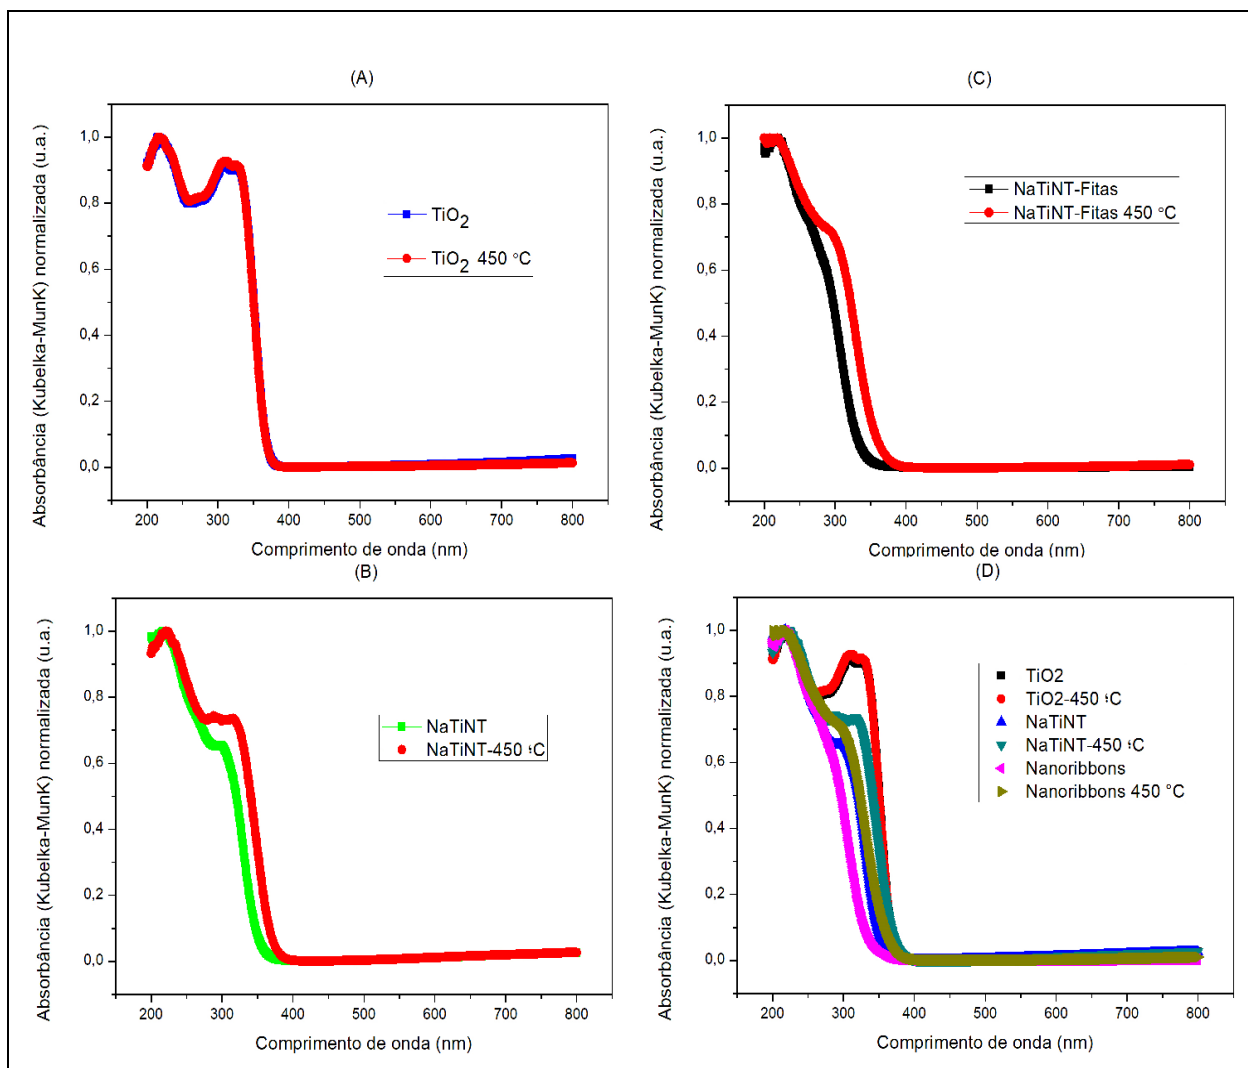 (A)
Absorbância (Kubelka-MunK) normalizada (u.a.)
1,0
0,8
0,6
0,4
0,2
0,0
TiO2
TiO2 450 °C
200 300 400 500 600 700 800
Comprimento de onda (nm)
(C)
Absorbância (Kubelka-MunK) normalizada (u.a.)
1,0
0,8
0,6
0,4
0,2
0,0
NaTiNT-Fitas
NaTiNT-Fitas 450 °C
200 300 400 500 600 700 800
Comprimento de onda (nm)
(B)
Absorbância (Kubelka-MunK) normalizada (u.a.)
1,0
0,8
0,6
0,4
0,2
0,0
NaTiNT
NaTiNT-450 °C
200 300 400 500 600 700 800
Comprimento de onda (nm)
(D)
Absorbância (Kubelka-MunK) normalizada (u.a.)
1,0
0,8
0,6
0,4
0,2
0,0
TiO2
TiO2-450 °C
NaTiNT
NaTiNT-450 °C
Nanoribbons
Nanoribbons 450 °C
200 300 400 500 600 700 800
Comprimento de onda (nm)